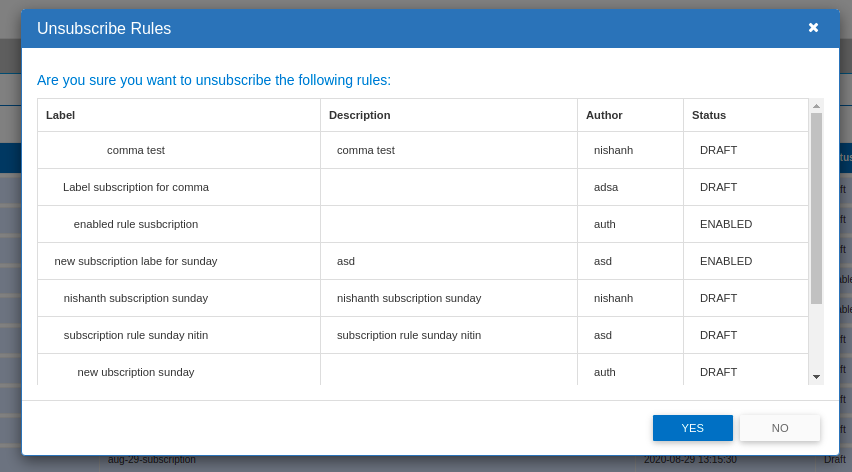 Unsubscribe Rules
Are you sure you want to unsubscribe the following rules:
Label Description Author Status
comma test comma test nishanh DRAFT
Label subscription for comma adsa DRAFT
enabled rule susbcription auth ENABLED
new subscription labe for sunday asd asd ENABLED
nishanth subscription sunday nishanth subscription sunday nishanh DRAFT
subscription rule sunday nitin subscription rule sunday nitin asd DRAFT
new ubscription sunday auth DRAFT
YES NO
aug-29-subscription 2020-08-29 13:15:30 Draft